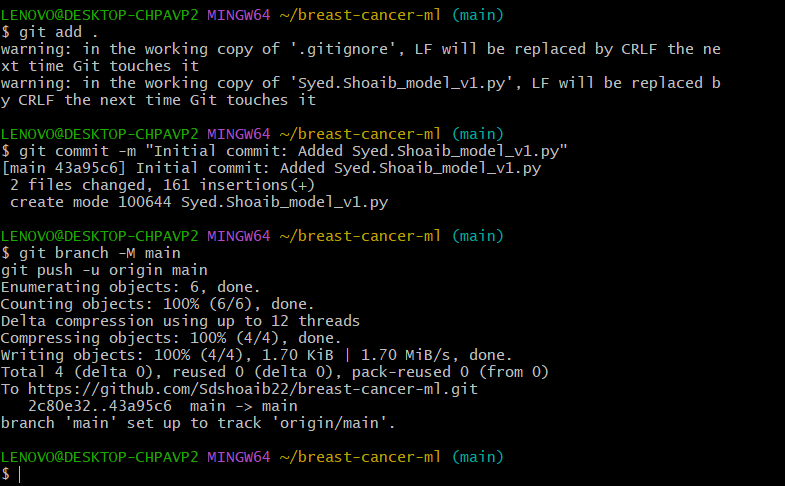 LENOVO@DESKTOP-CHPAVP2 MINGW64 ~/breast-cancer-ml (main)
$ git add .
warning: in the working copy of '.gitignore', LF will be replaced by CRLF the ne
xt time Git touches it
warning: in the working copy of 'Syed.Shoaib_model_v1.py', LF will be replaced b
y CRLF the next time Git touches it
LENOVO@DESKTOP-CHPAVP2 MINGW64 ~/breast-cancer-ml (main)
$ git commit -m "Initial commit: Added Syed.Shoaib_model_v1.py"
[main 43a95c6] Initial commit: Added Syed.Shoaib_model_v1.py
 2 files changed, 161 insertions(+)
 create mode 100644 Syed.Shoaib_model_v1.py
LENOVO@DESKTOP-CHPAVP2 MINGW64 ~/breast-cancer-ml (main)
$ git branch -M main
git push -u origin main
Enumerating objects: 6, done.
Counting objects: 100% (6/6), done.
Delta compression using up to 12 threads
Compressing objects: 100% (4/4), done.
Writing objects: 100% (4/4), 1.70 KiB | 1.70 MiB/s, done.
Total 4 (delta 0), reused 0 (delta 0), pack-reused 0 (from 0)
To https://github.com/Sdshoaib22/breast-cancer-ml.git
   2c80e32..43a95c6  main -> main
branch 'main' set up to track 'origin/main'.
LENOVO@DESKTOP-CHPAVP2 MINGW64 ~/breast-cancer-ml (main)
$